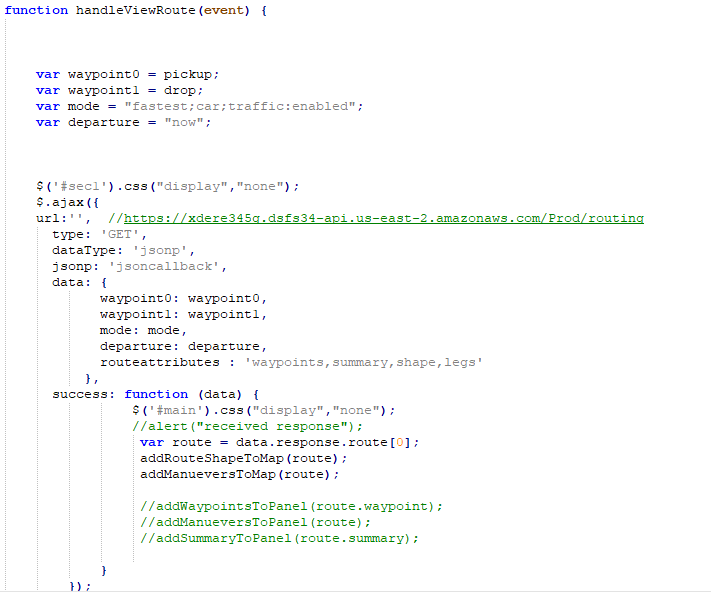 function handleViewRoute(event) {
var waypoint0 = pickup;
var waypoint1 = drop;
var mode = "fastest;car;traffic:enabled";
var departure = "now";
$('#sec1').css("display","none");
$.ajax({
url:'', //https://xdere345g.dsfs34-api.us-east-2.amazonaws.com/Prod/routing
type: 'GET',
dataType: 'jsonp',
jsonp: 'jsoncallback',
data: {
waypoint0: waypoint0,
waypoint1: waypoint1,
mode: mode,
departure: departure,
routeattributes : 'waypoints,summary,shape,legs'
},
success: function (data) {
$('#main').css("display","none");
//alert("received response");
var route = data.response.route[0];
addRouteShapeToMap(route);
addManueversToMap(route);
//addWaypointsToPanel(route.waypoint);
//addManueversToPanel(route);
//addSummaryToPanel(route.summary);
}
});